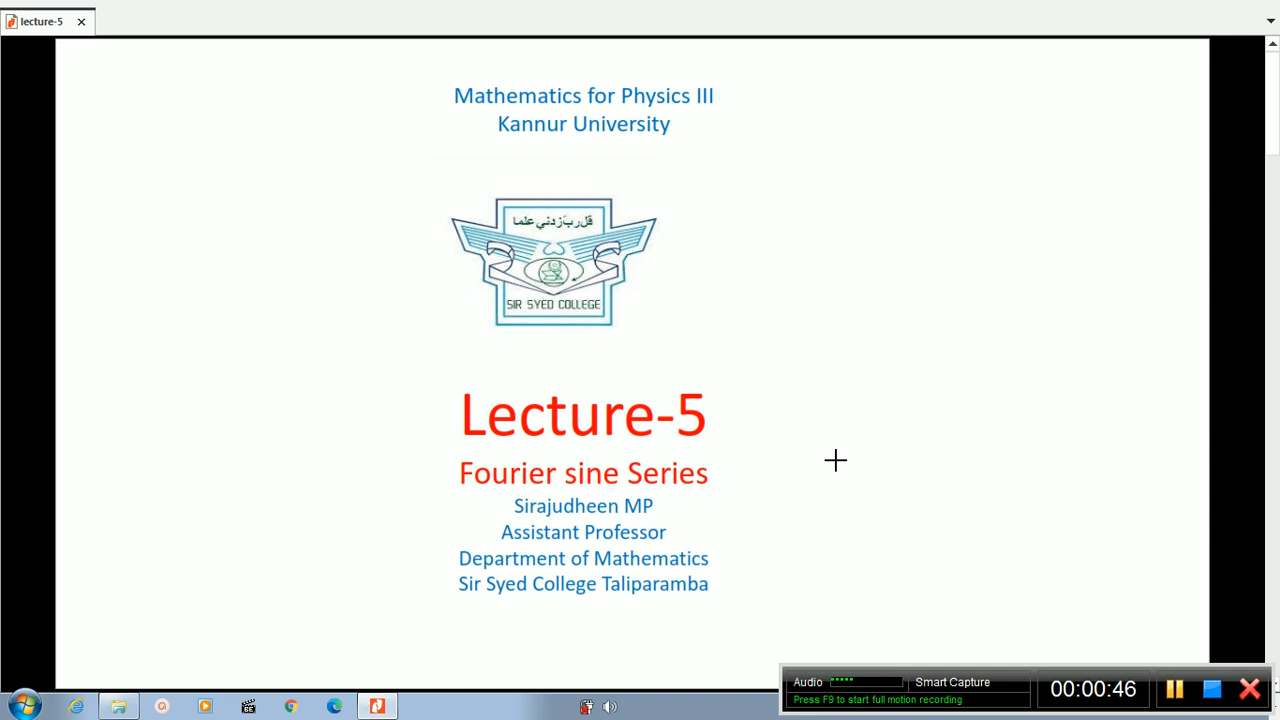 lecture-5
Mathematics for Physics III
Kannur University
قل رب زدني علما
SIR SYED COLLEGE
Lecture-5
Fourier sine Series
Sirajudheen MP
Assistant Professor
Department of Mathematics
Sir Syed College Taliparamba
Audio
Smart Capture
00:00:46
Press F9 to start full motion recording